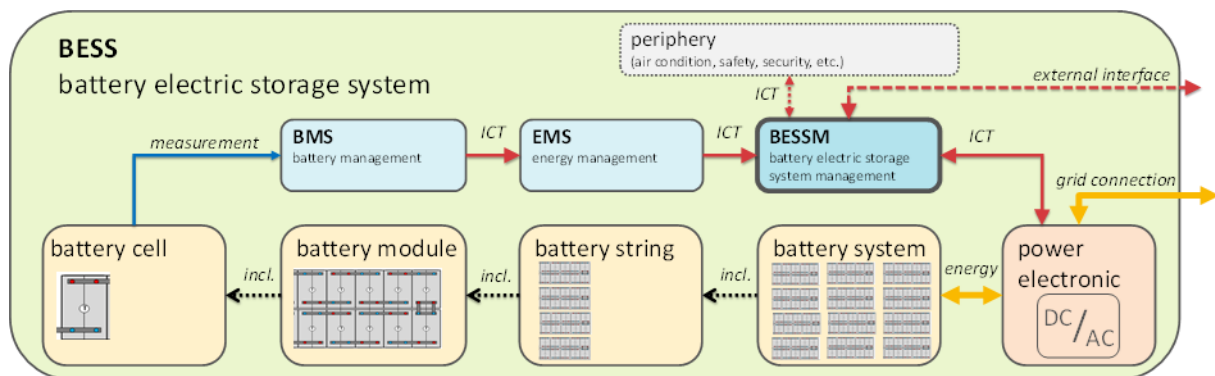 BESS
battery electric storage system
periphery
(air condition, safety, security, etc.)
ICT
external interface
measurement
BMS
battery management
ICT
EMS
energy management
ICT
BESSM
battery electric storage
system management
ICT
grid connection
battery cell
incl.
battery module
incl.
battery string
incl.
battery system
energy
power
electronic
DC/AC